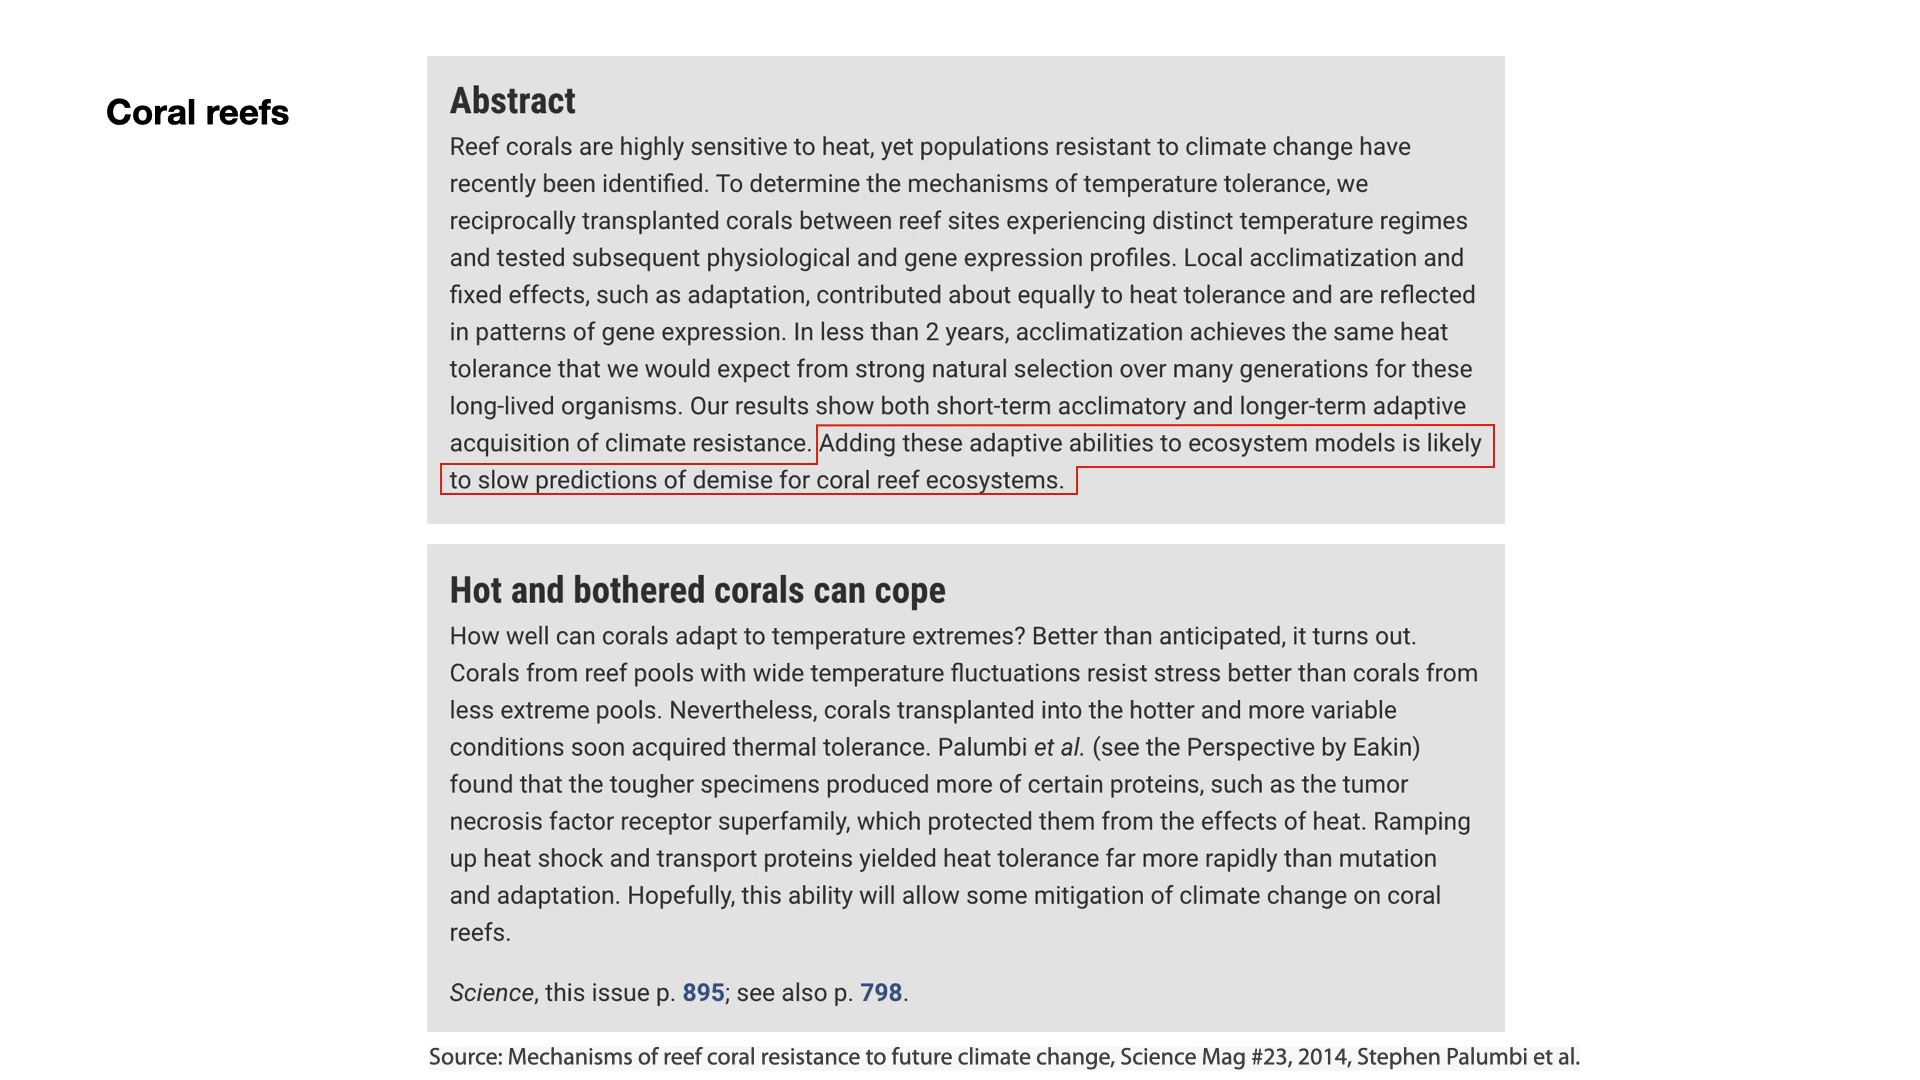 Coral reefs
Abstract
Reef corals are highly sensitive to heat, yet populations resistant to climate change have
recently been identified. To determine the mechanisms of temperature tolerance, we
reciprocally transplanted corals between reef sites experiencing distinct temperature regimes
and tested subsequent physiological and gene expression profiles. Local acclimatization and
fixed effects, such as adaptation, contributed about equally to heat tolerance and are reflected
in patterns of gene expression. In less than 2 years, acclimatization achieves the same heat
tolerance that we would expect from strong natural selection over many generations for these
long-lived organisms. Our results show both short-term acclimatory and longer-term adaptive
acquisition of climate resistance. Adding these adaptive abilities to ecosystem models is likely
to slow predictions of demise for coral reef ecosystems.
Hot and bothered corals can cope
How well can corals adapt to temperature extremes? Better than anticipated, it turns out.
Corals from reef pools with wide temperature fluctuations resist stress better than corals from
less extreme pools. Nevertheless, corals transplanted into the hotter and more variable
conditions soon acquired thermal tolerance. Palumbi et al. (see the Perspective by Eakin)
found that the tougher specimens produced more of certain proteins, such as the tumor
necrosis factor receptor superfamily, which protected them from the effects of heat. Ramping
up heat shock and transport proteins yielded heat tolerance far more rapidly than mutation
and adaptation. Hopefully, this ability will allow some mitigation of climate change on coral
reefs.
Science, this issue p. 895; see also p. 798.
Source: Mechanisms of reef coral resistance to future climate change, Science Mag #23, 2014, Stephen Palumbi et al.